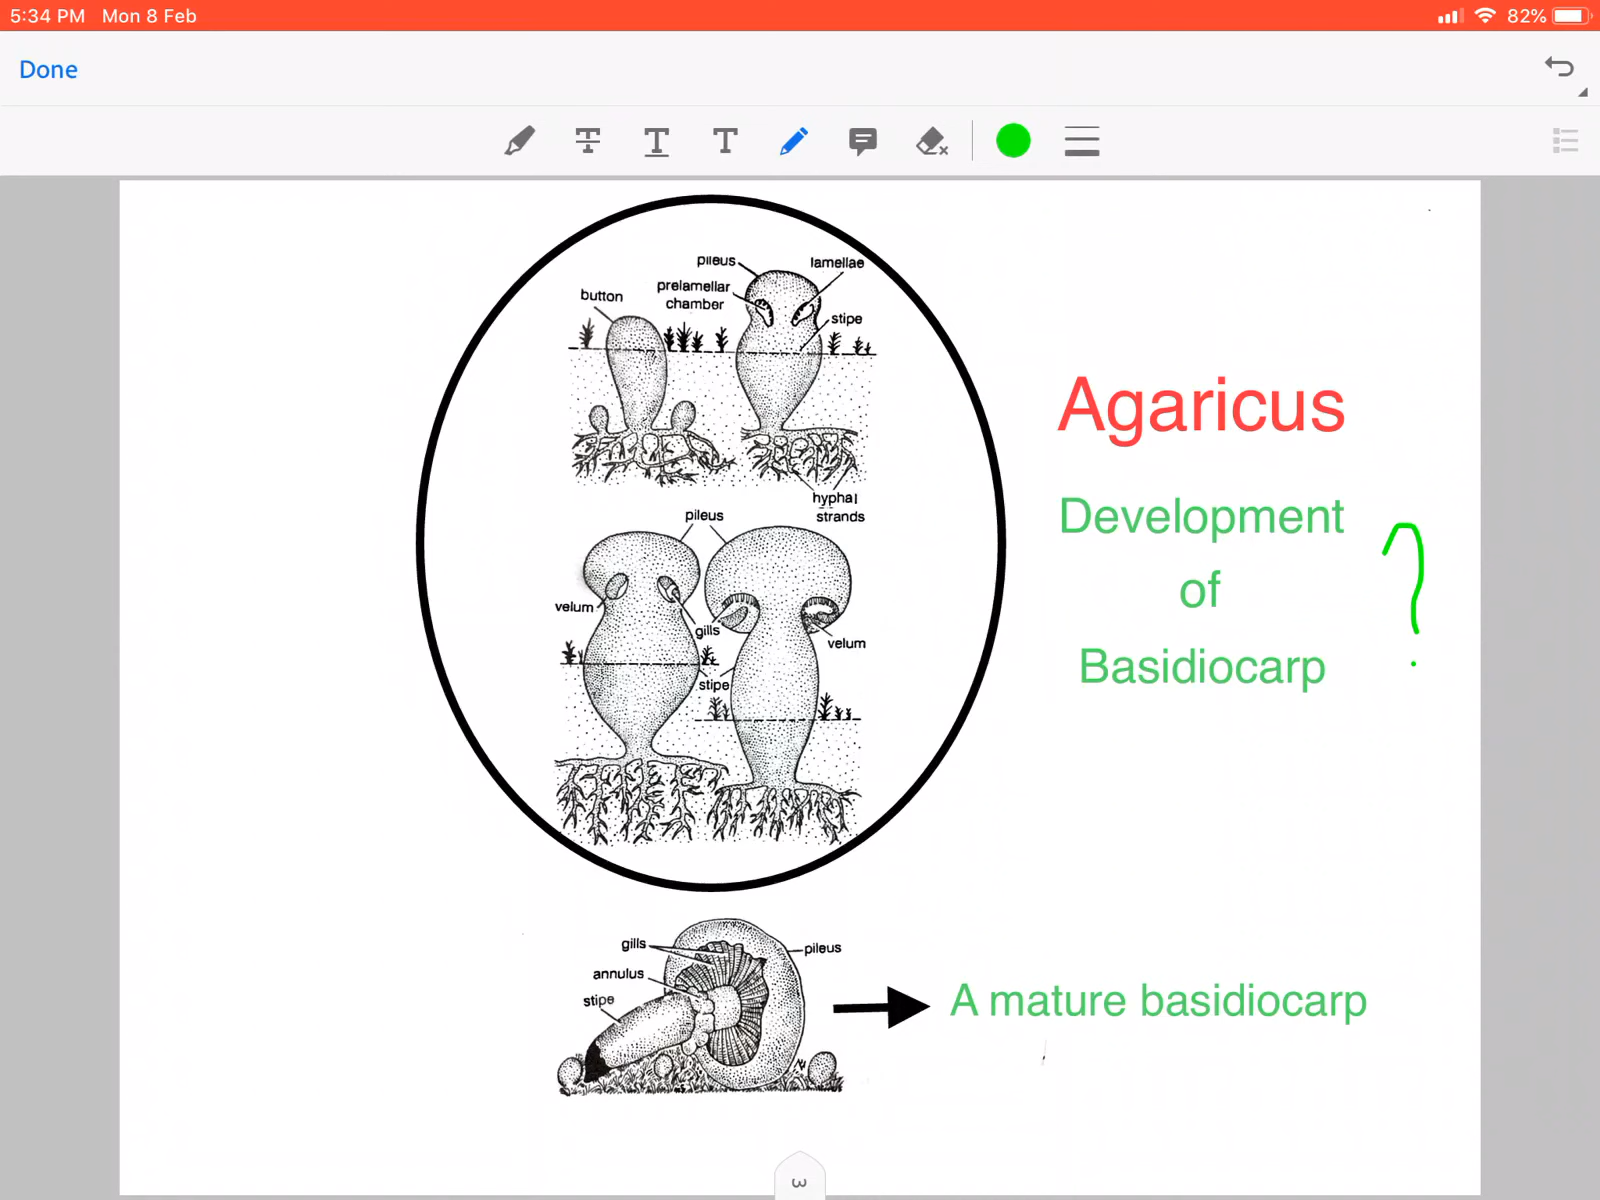 5:34 PM Mon 8 Feb
82%
Done
pileus
lamellae
prelamellar
chamber
button
stipe
hyphal
strands
pileus
velum
gills
velum
stipe
Agaricus
Development
of
Basidiocarp
?
gills
pileus
annulus
stipe
A mature basidiocarp
3